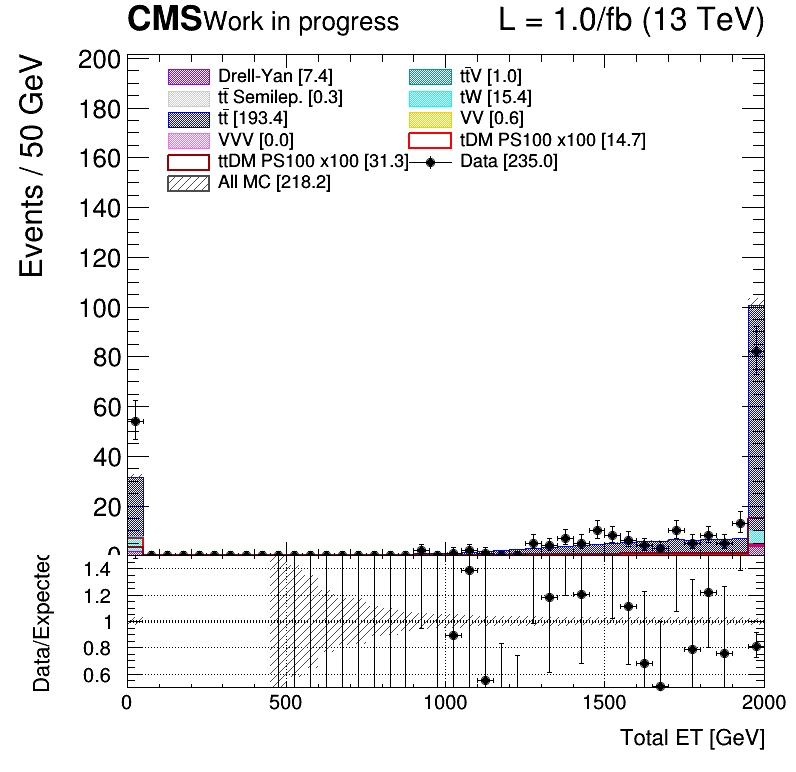 CMS Work in progress L = 1.0/fb (13 TeV)
Events / 50 GeV
200
180
160
140
120
100
80
60
40
20
0
Drell-Yan [7.4] tt̄V [1.0]
tt̄ Semilep. [0.3] tW [15.4]
tt̄ [193.4] VV [0.6]
VVV [0.0] tDM PS100 x100 [14.7]
ttDM PS100 x100 [31.3] Data [235.0]
All MC [218.2]
Data/Expected
1.4
1.2
1
0.8
0.6
0 500 1000 1500 2000
Total ET [GeV]